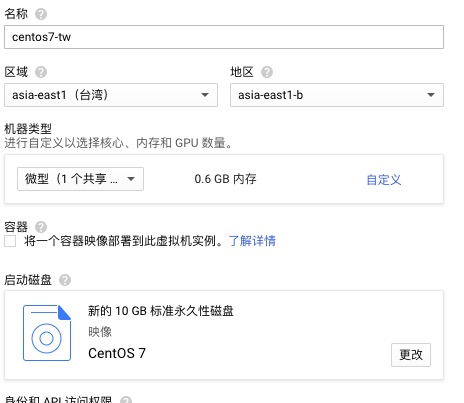 名称
centos7-tw
区域 地区
asia-east1（台湾） asia-east1-b
机器类型
进行自定义以选择核心、内存和 GPU 数量。
微型（1 个共享 ... 0.6 GB 内存 自定义
容器
将一个容器映像部署到此虚拟机实例。了解详情
启动磁盘
新的 10 GB 标准永久性磁盘
映像
CentOS 7
更改
身份和 API 访问权限